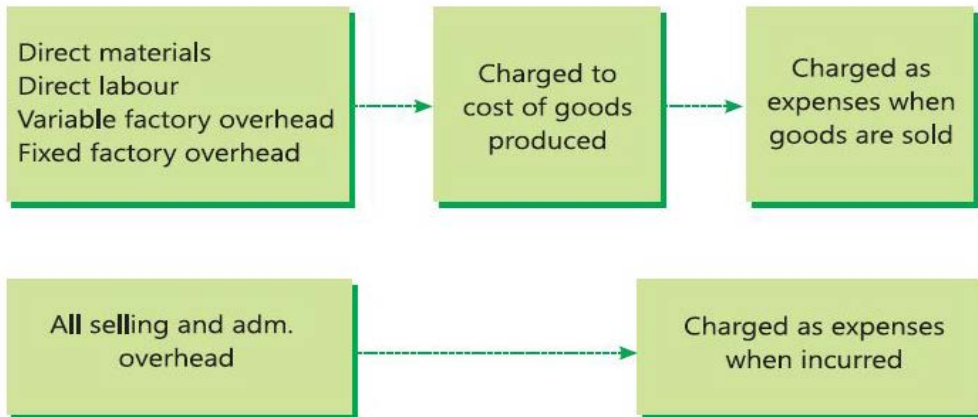 Direct materials
Direct labour
Variable factory overhead
Fixed factory overhead
Charged to
cost of goods
produced
Charged as
expenses when
goods are sold
All selling and adm.
overhead
Charged as expenses
when incurred